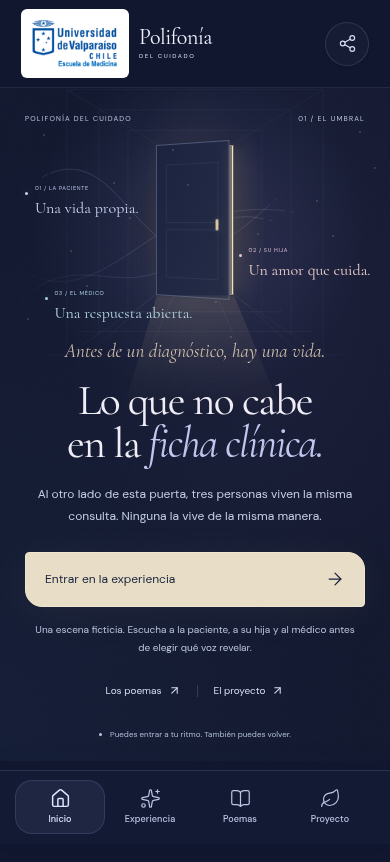 Universidad
de Valparaíso
CHILE
Escuela de Medicina
Polifonía
DEL CUIDADO
POLIFONÍA DEL CUIDADO
01 / EL UMBRAL
01 / LA PACIENTE
Una vida propia.
02 / SU HIJA
Un amor que cuida.
03 / EL MÉDICO
Una respuesta abierta.
Antes de un diagnóstico, hay una vida.
Lo que no cabe
en la ficha clínica.
Al otro lado de esta puerta, tres personas viven la misma
consulta. Ninguna la vive de la misma manera.
Entrar en la experiencia
Una escena ficticia. Escucha a la paciente, a su hija y al médico antes
de elegir qué voz revelar.
Los poemas
El proyecto
Puedes entrar a tu ritmo. También puedes volver.
Inicio
Experiencia
Poemas
Proyecto